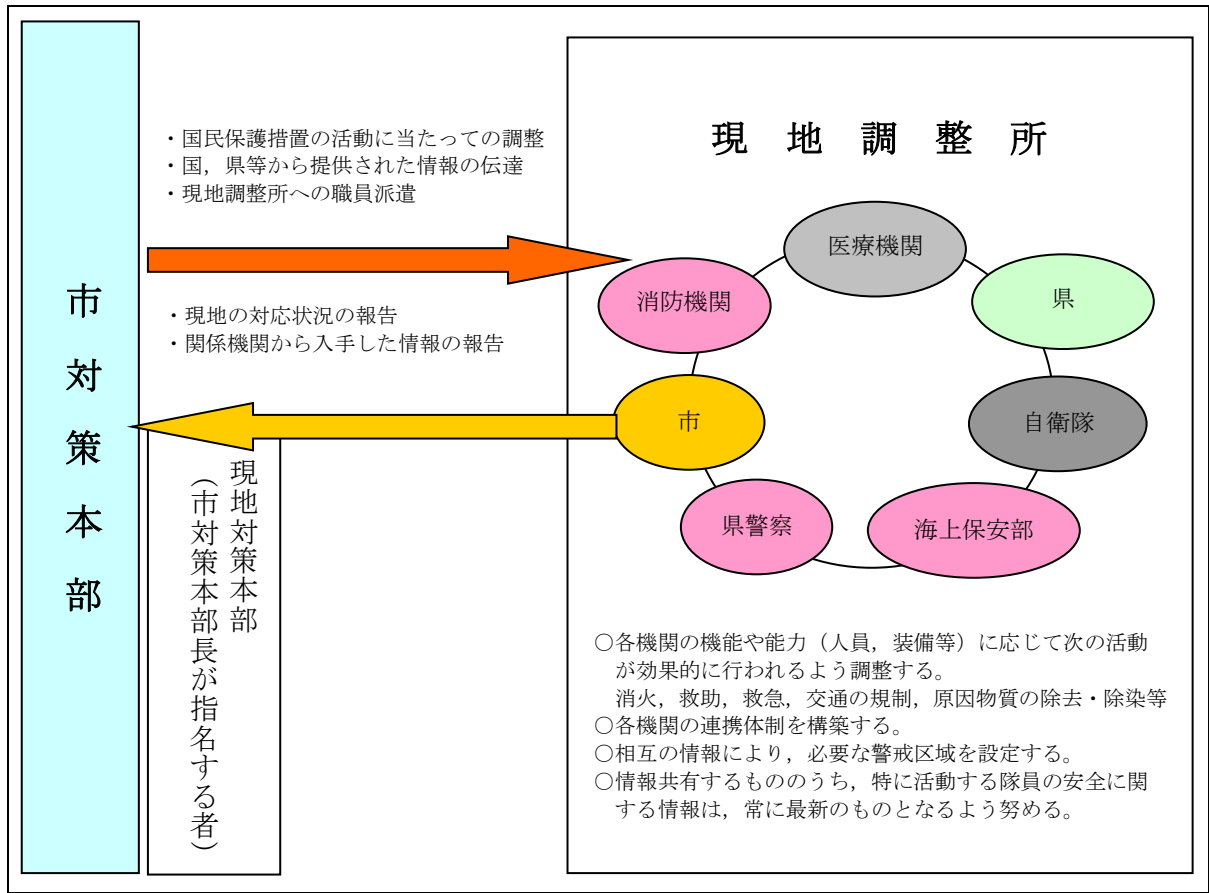 市対策本部
・国民保護措置の活動に当たっての調整
・国，県等から提供された情報の伝達
・現地調整所への職員派遣
・現地の対応状況の報告
・関係機関から入手した情報の報告
現地対策本部
（市対策本部長が指名する者）
現地調整所
医療機関
消防機関
県
市
自衛隊
県警察
海上保安部
○各機関の機能や能力（人員，装備等）に応じて次の活動
が効果的に行われるよう調整する。
消火，救助，救急，交通の規制，原因物質の除去・除染等
○各機関の連携体制を構築する。
○相互の情報により，必要な警戒区域を設定する。
○情報共有するもののうち，特に活動する隊員の安全に関
する情報は，常に最新のものとなるよう努める。